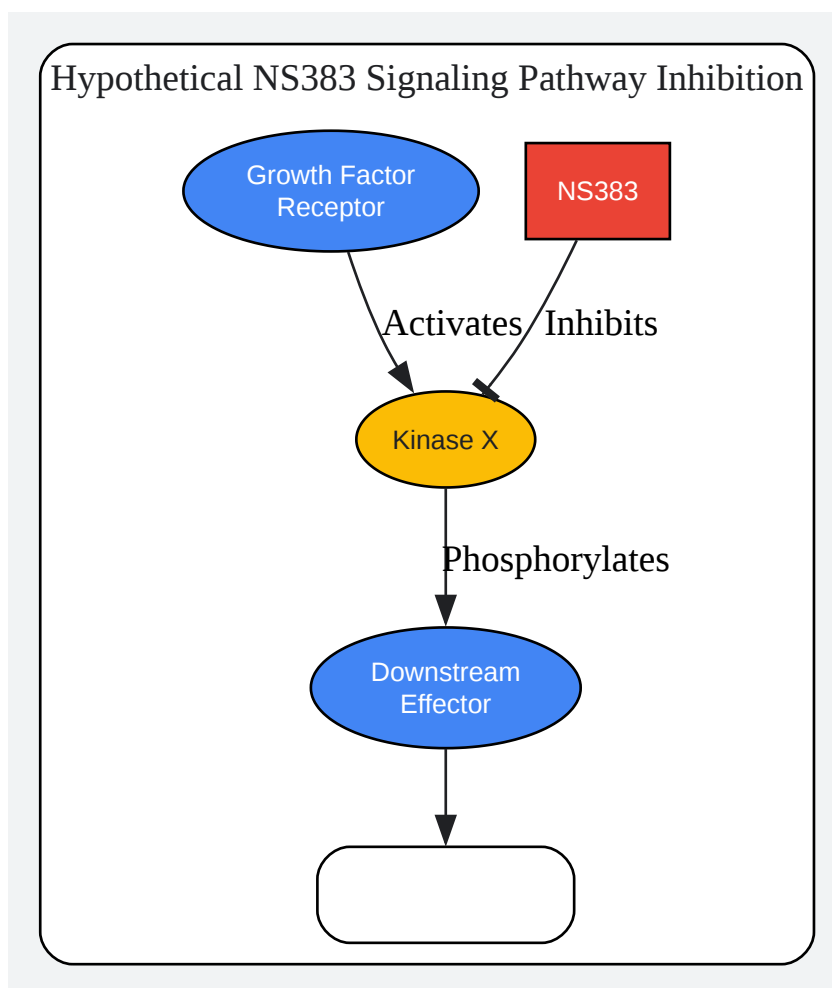 Hypothetical NS383 Signaling Pathway Inhibition
Growth Factor
Receptor
NS383
Activates
Inhibits
Kinase X
Phosphorylates
Downstream
Effector